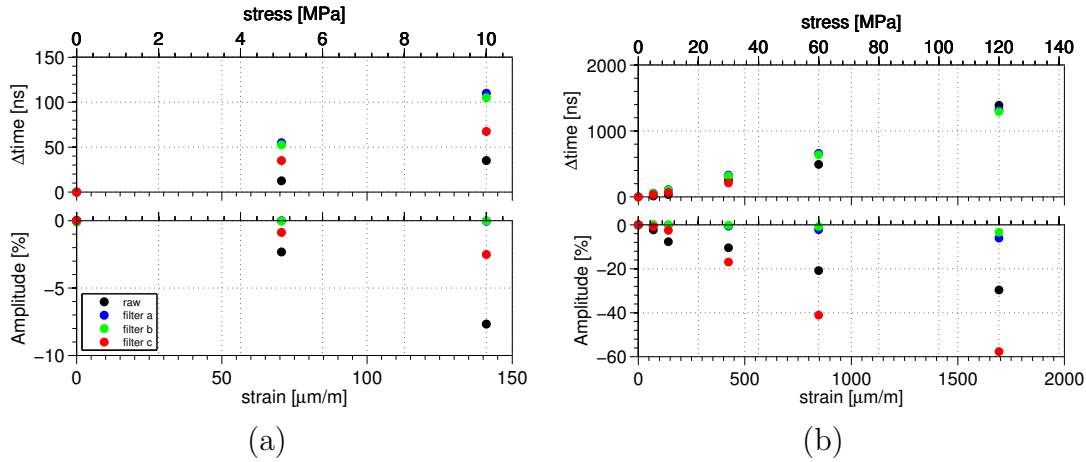 stress [MPa]
0 2 4 6 8 10
150
100
50
0
Δtime [ns]
0
−5
−10
Amplitude [%]
raw
filter a
filter b
filter c
0 50 100 150
strain [μm/m]
(a)
stress [MPa]
0 20 40 60 80 100 120 140
2000
1000
0
Δtime [ns]
0
−20
−40
−60
Amplitude [%]
0 500 1000 1500 2000
strain [μm/m]
(b)